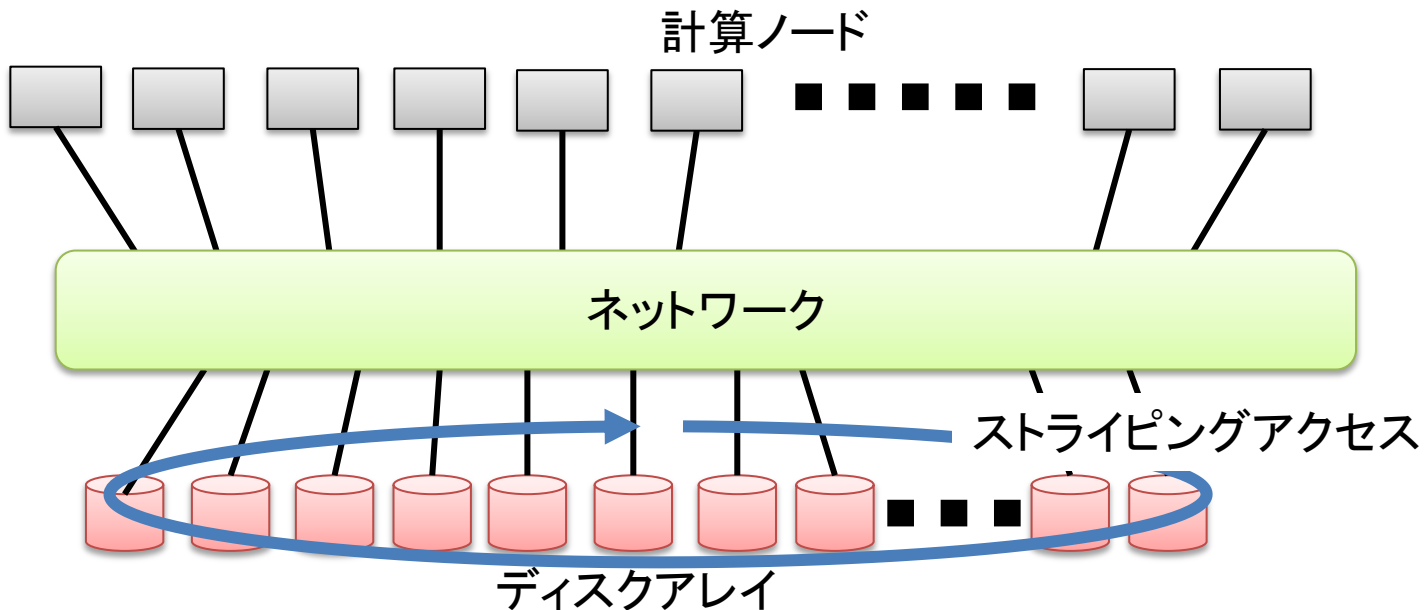 計算ノード
ネットワーク
ストライピングアクセス
ディスクアレイ